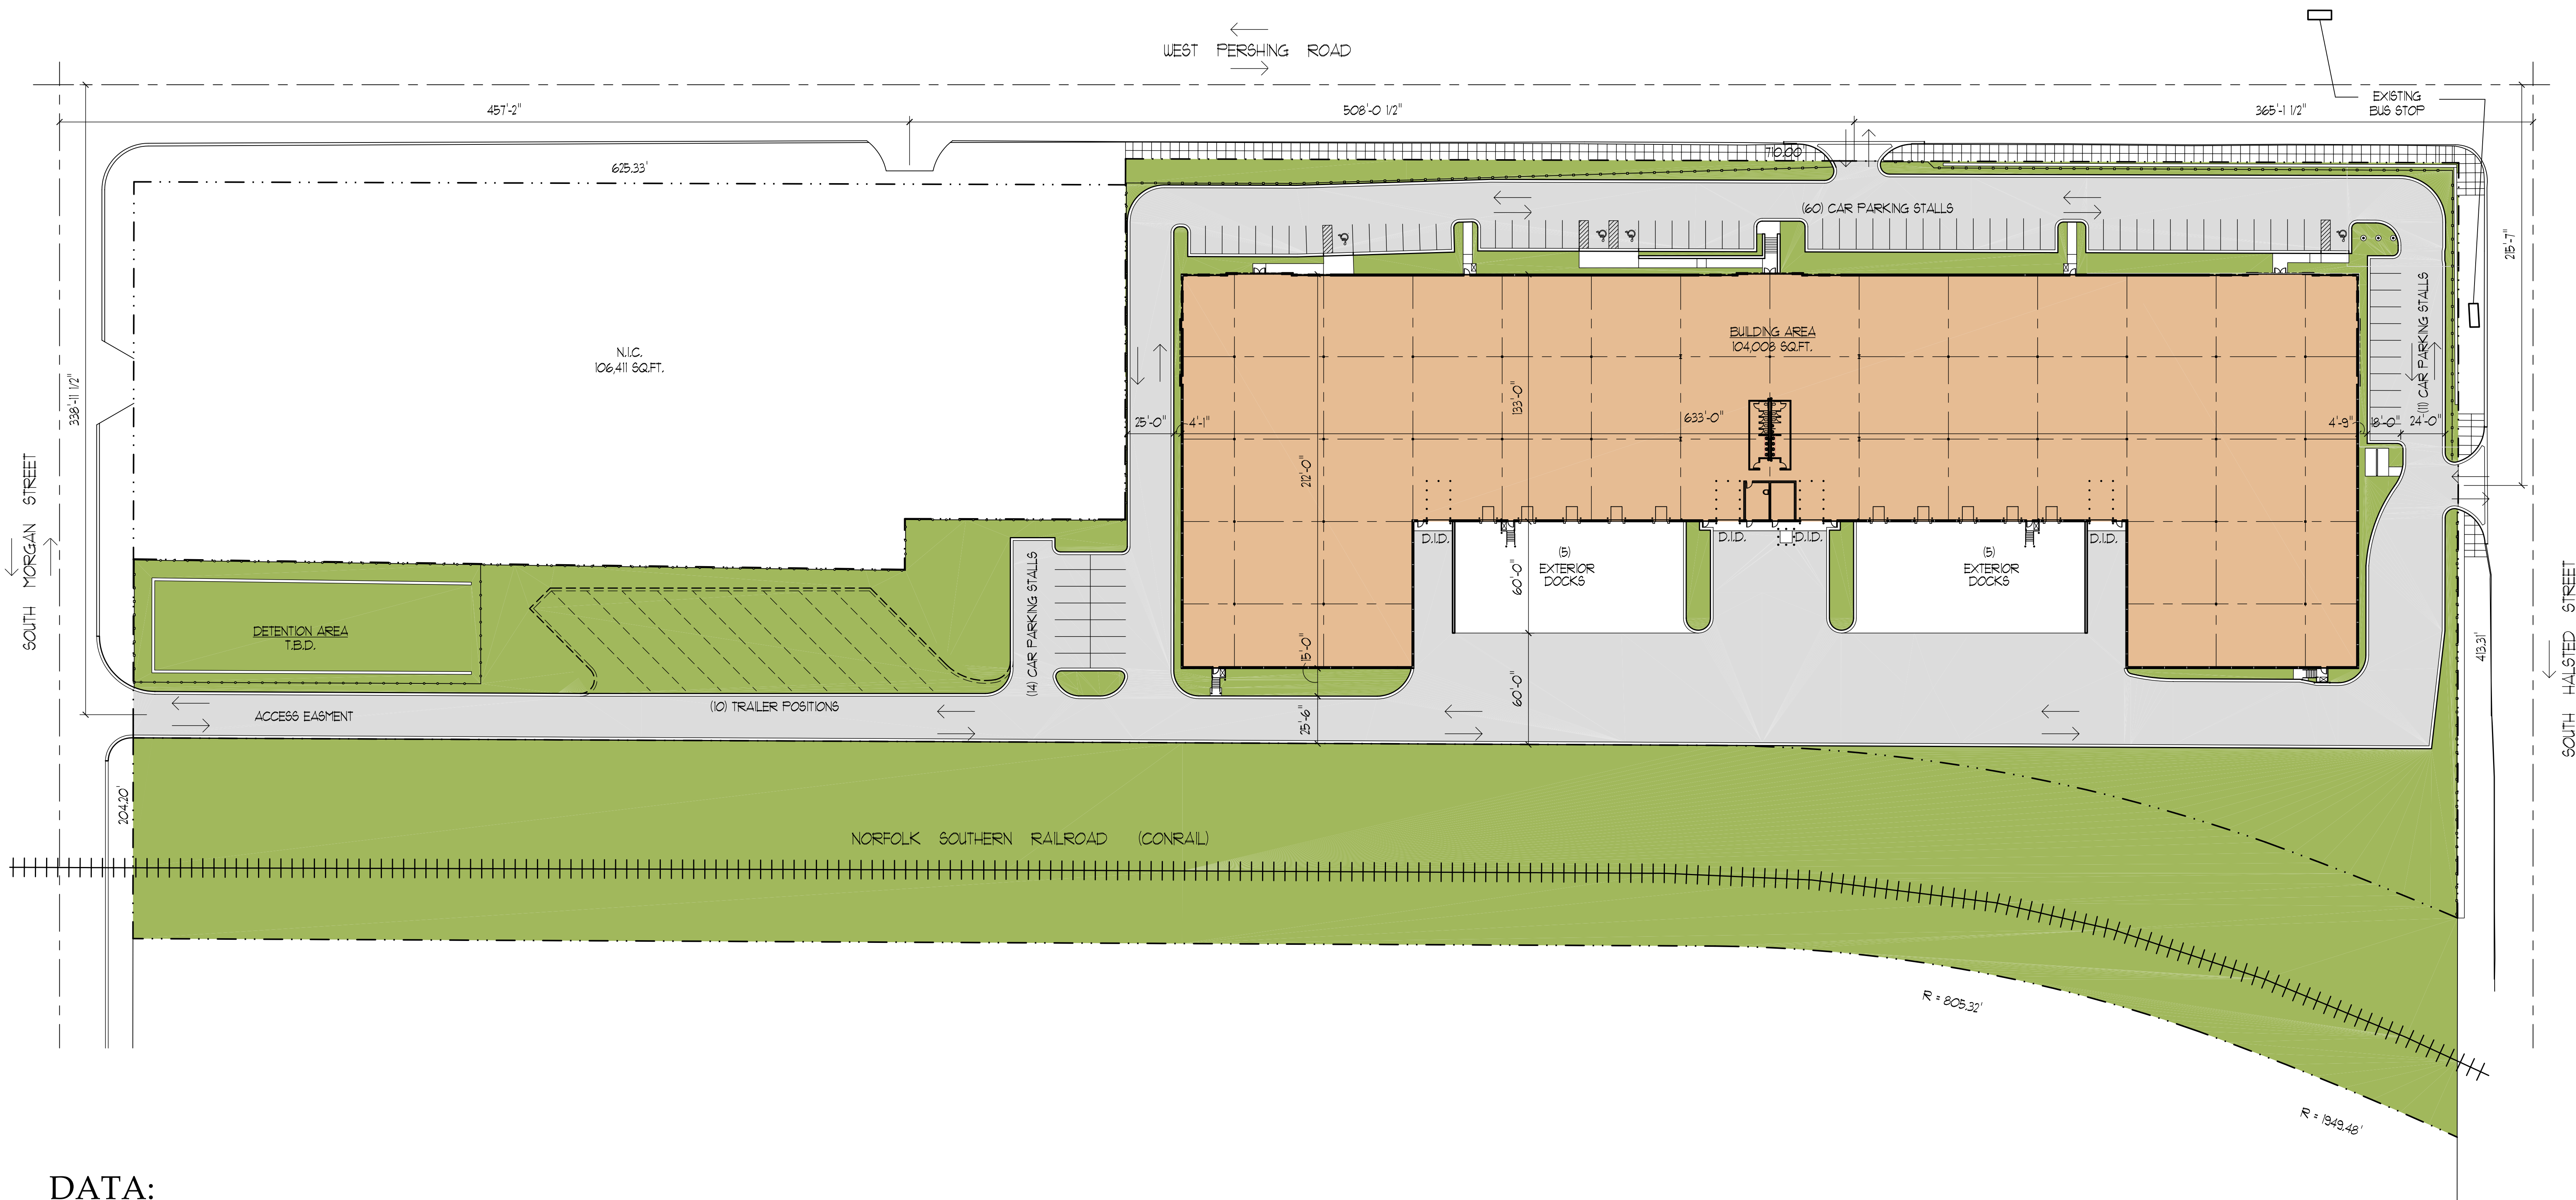 WEST PERSHING ROAD
EXISTING
BUS STOP
457'-2"
508'-0 1/2"
365'-1 1/2"
625.33'
710.00
(60) CAR PARKING STALLS
215'-7"
N.I.C.
106,411 SQ.FT.
BUILDING AREA
104,008 SQ.FT.
(11) CAR PARKING STALLS
338'-11 1/2"
133'-0"
25'-0"
4'-1"
633'-0"
4'-9"
18'-0"
24'-0"
212'-0"
SOUTH MORGAN STREET
D.I.D.
D.I.D.
D.I.D.
D.I.D.
(5)
EXTERIOR
DOCKS
60'-0"
(5)
EXTERIOR
DOCKS
(14) CAR PARKING STALLS
DETENTION AREA
T.B.D.
15'-0"
413.31'
SOUTH HALSTED STREET
ACCESS EASMENT
(10) TRAILER POSITIONS
25'-6"
60'-0"
204.20'
NORFOLK SOUTHERN RAILROAD (CONRAIL)
R = 805.32'
R = 1949.48'
DATA: